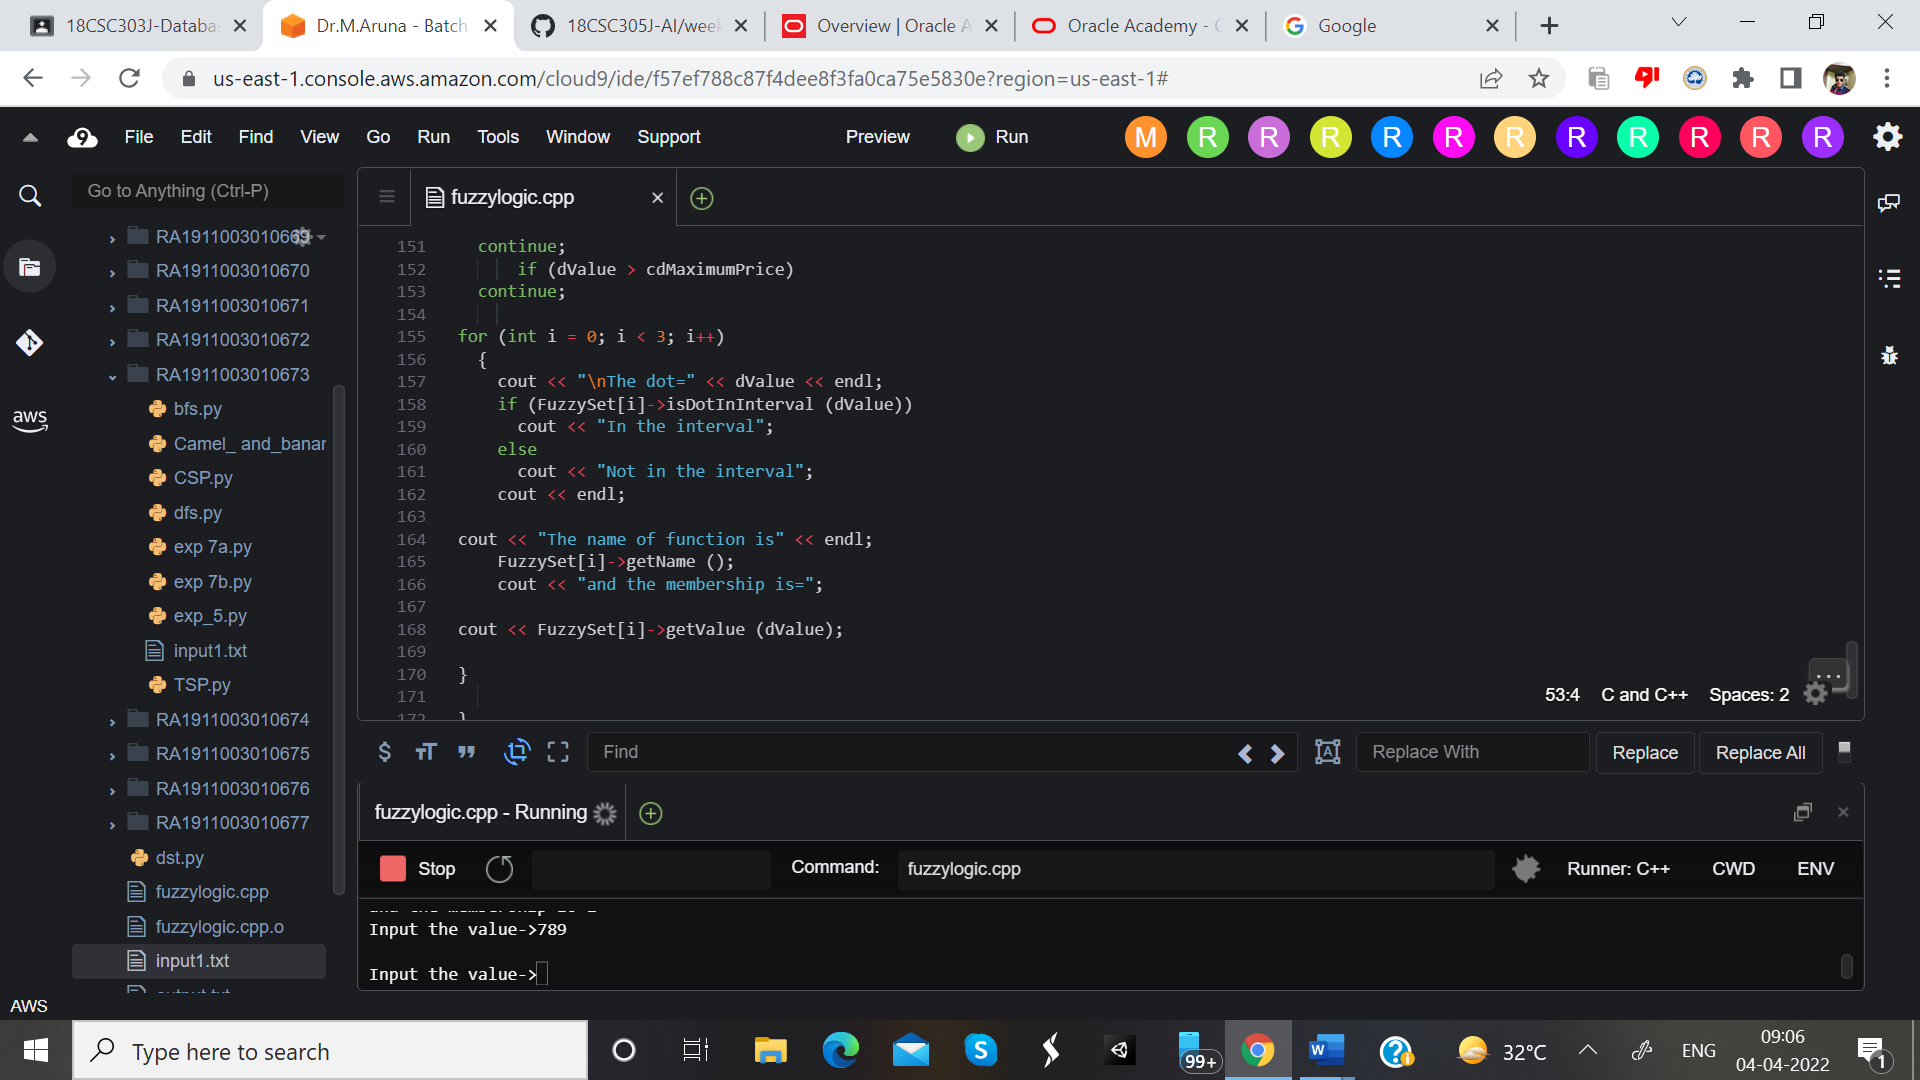 18CSC303J-Databa
Dr.M.Aruna - Batch
18CSC305J-AI/week
Overview | Oracle A
Oracle Academy - C
Google
us-east-1.console.aws.amazon.com/cloud9/ide/f57ef788c87f4dee8f3fa0ca75e5830e?region=us-east-1#
9 File Edit Find View Go Run Tools Window Support Preview Run M R R R R R R R R R R R
Go to Anything (Ctrl-P)
fuzzylogic.cpp
RA1911003010669
RA1911003010670
RA1911003010671
RA1911003010672
RA1911003010673
bfs.py
Camel_ and_banar
CSP.py
dfs.py
exp 7a.py
exp 7b.py
exp_5.py
input1.txt
TSP.py
RA1911003010674
RA1911003010675
RA1911003010676
RA1911003010677
dst.py
fuzzylogic.cpp
fuzzylogic.cpp.o
input1.txt
output.txt
aws
AWS
151 continue;
152 if (dValue > cdMaximumPrice)
153 continue;
154
155 for (int i = 0; i < 3; i++)
156 {
157 cout << "\nThe dot=" << dValue << endl;
158 if (FuzzySet[i]->isDotInInterval (dValue))
159 cout << "In the interval";
160 else
161 cout << "Not in the interval";
162 cout << endl;
163
164 cout << "The name of function is" << endl;
165 FuzzySet[i]->getName ();
166 cout << "and the membership is=";
167
168 cout << FuzzySet[i]->getValue (dValue);
169
170 }
171
172 }
53:4 C and C++ Spaces: 2
Find Replace With Replace Replace All
fuzzylogic.cpp - Running
Stop Command: fuzzylogic.cpp Runner: C++ CWD ENV
Input the value->789
Input the value->
Type here to search
99+
32°C
ENG
09:06
04-04-2022
1